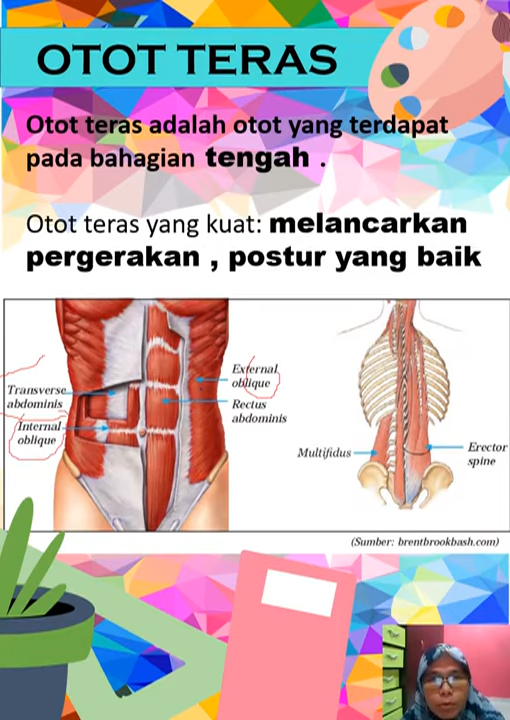 OTOT TERAS
Otot teras adalah otot yang terdapat
pada bahagian tengah .
Otot teras yang kuat: melancarkan
pergerakan , postur yang baik
Transverse
abdominis
Internal
oblique
External
oblique
Rectus
abdominis
Multifidus
Erector
spine
(Sumber: brentbrookbash.com)